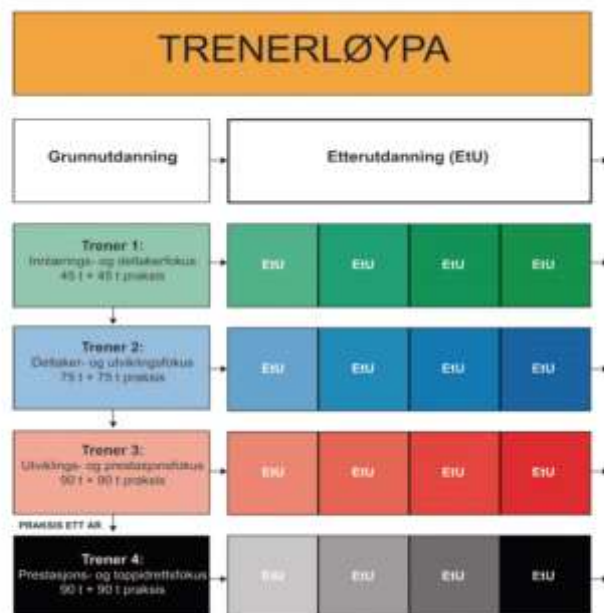 TRENERLØYPA
Grunnutdanning
Etterutdanning (EtU)
Trener 1:
Innlærings- og deltakerfokus
45 t + 45 t praksis
EtU EtU EtU EtU
Trener 2:
Deltaker- og utviklingsfokus
75 t + 75 t praksis
EtU EtU EtU EtU
Trener 3:
Utviklings- og prestasjonsfokus
90 t + 90 t praksis
EtU EtU EtU EtU
PRAKSIS ETT ÅR
Trener 4:
Prestasjons- og toppidrettsfokus
90 t + 90 t praksis
EtU EtU EtU EtU